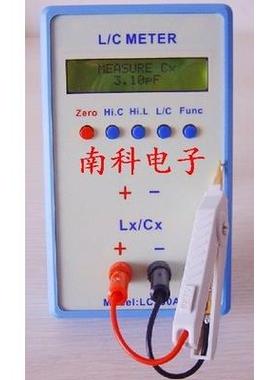 L/C METER
MEASURE Cx
3.10pF
Zero Hi.C Hi.L L/C Func
南科电子
+ −
Lx/Cx
+ −